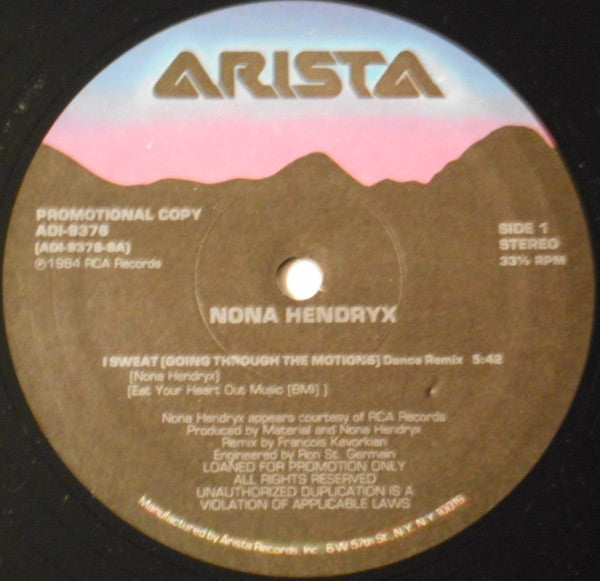 ARISTA
PROMOTIONAL COPY
ADI-9376
(ADI-9376-SA)
℗1984 RCA Records
SIDE 1
STEREO
33⅓ RPM
NONA HENDRYX
I SWEAT (GOING THROUGH THE MOTIONS) Dance Remix 5:42
(Nona Hendryx)
(Eat Your Heart Out Music (BMI) )
Nona Hendryx appears courtesy of RCA Records
Produced by Material and Nona Hendryx
Remix by Francois Kevorkian
Engineered by Ron St. Germain
LOANED FOR PROMOTION ONLY
ALL RIGHTS RESERVED
UNAUTHORIZED DUPLICATION IS A
VIOLATION OF APPLICABLE LAWS
Manufactured by Arista Records, Inc. 6 W 57th St., N.Y. N.Y. 10019